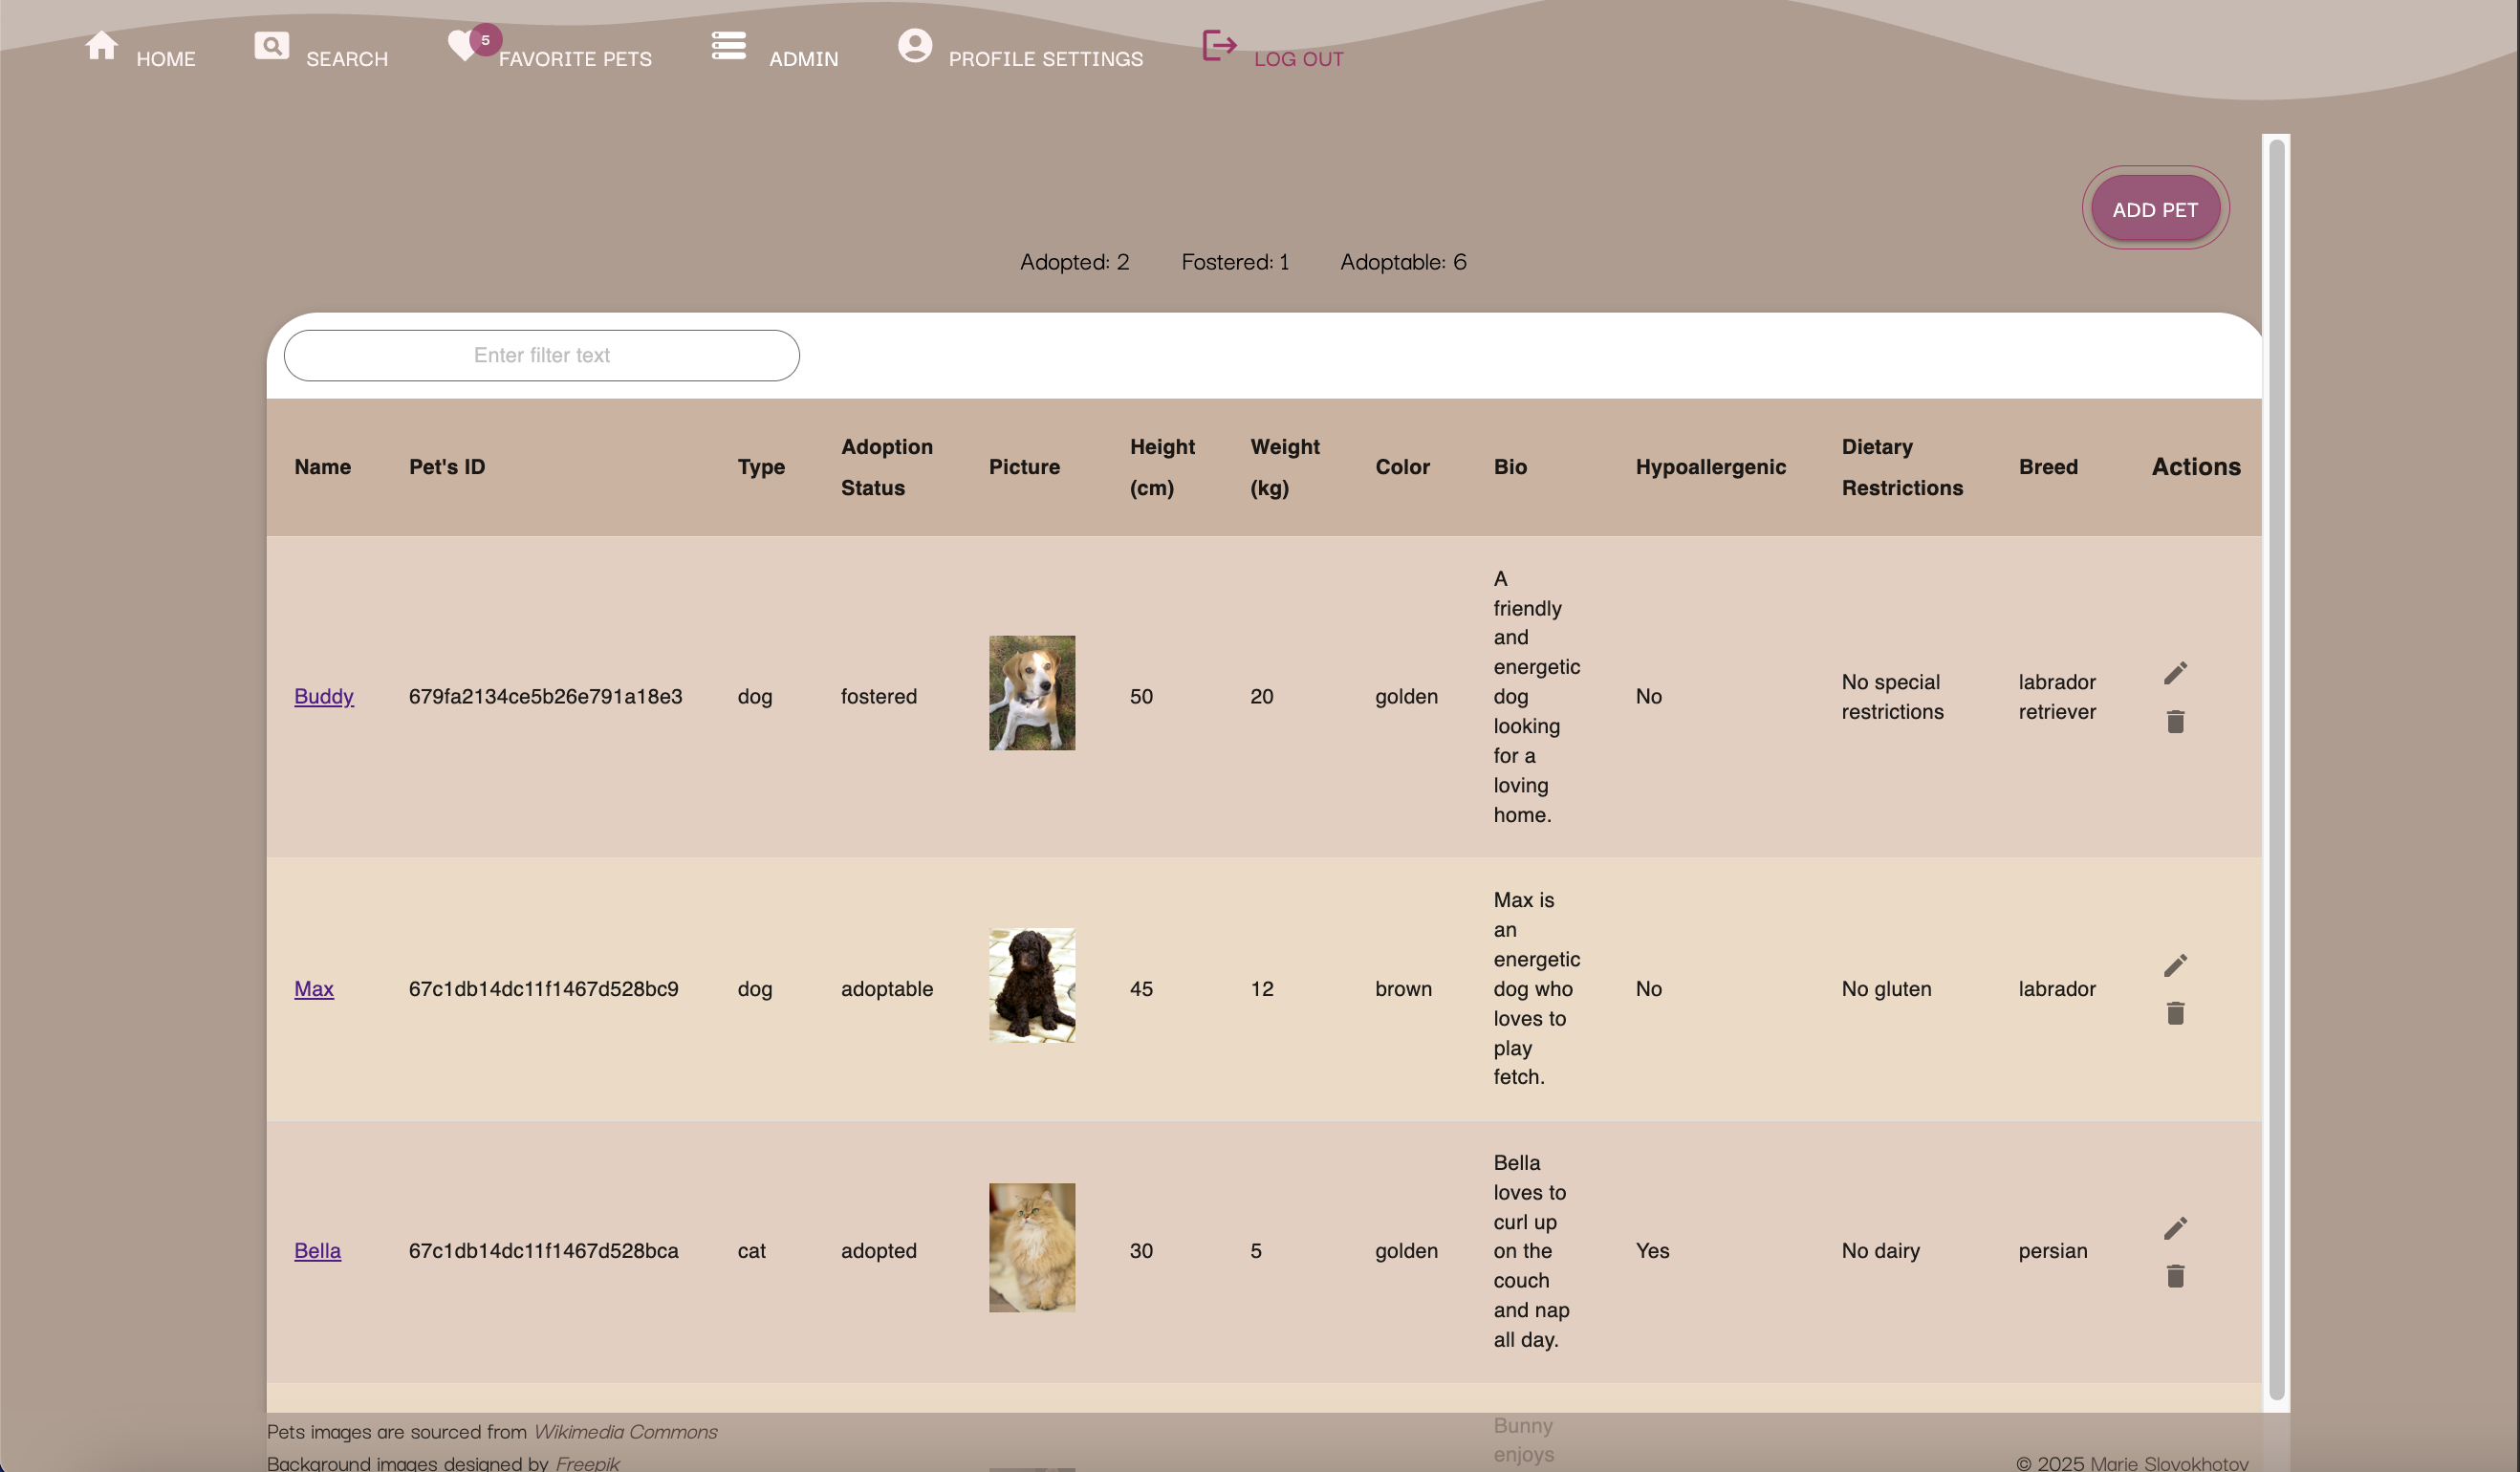 HOME SEARCH 5 FAVORITE PETS ADMIN PROFILE SETTINGS LOG OUT
ADD PET
Adopted: 2 Fostered: 1 Adoptable: 6
Enter filter text
Name Pet's ID Type Adoption Status Picture Height (cm) Weight (kg) Color Bio Hypoallergenic Dietary Restrictions Breed Actions
Buddy 679fa2134ce5b26e791a18e3 dog fostered 50 20 golden
A
friendly
and
energetic
dog
looking
for a
loving
home.
No
No special
restrictions
labrador
retriever
Max 67c1db14dc11f1467d528bc9 dog adoptable 45 12 brown
Max is
an
energetic
dog who
loves to
play
fetch.
No
No gluten
labrador
Bella 67c1db14dc11f1467d528bca cat adopted 30 5 golden
Bella
loves to
curl up
on the
couch
and nap
all day.
Yes
No dairy
persian
Bunny
enjoys
Pets images are sourced from Wikimedia Commons
Background images designed by Freepik
© 2025 Marie Slovokhotov